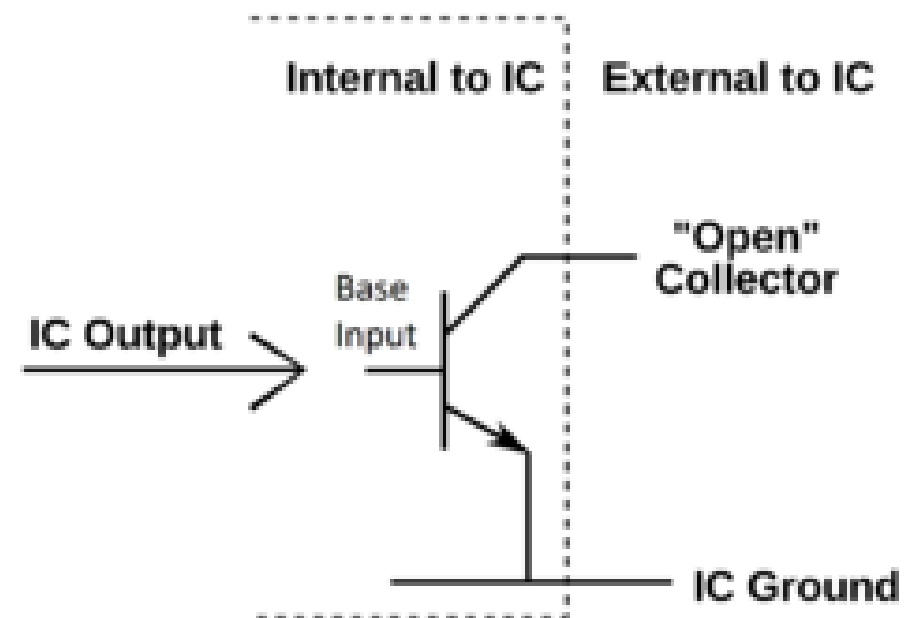 Internal to IC
External to IC
"Open"
Collector
Base
Input
IC Output
IC Ground